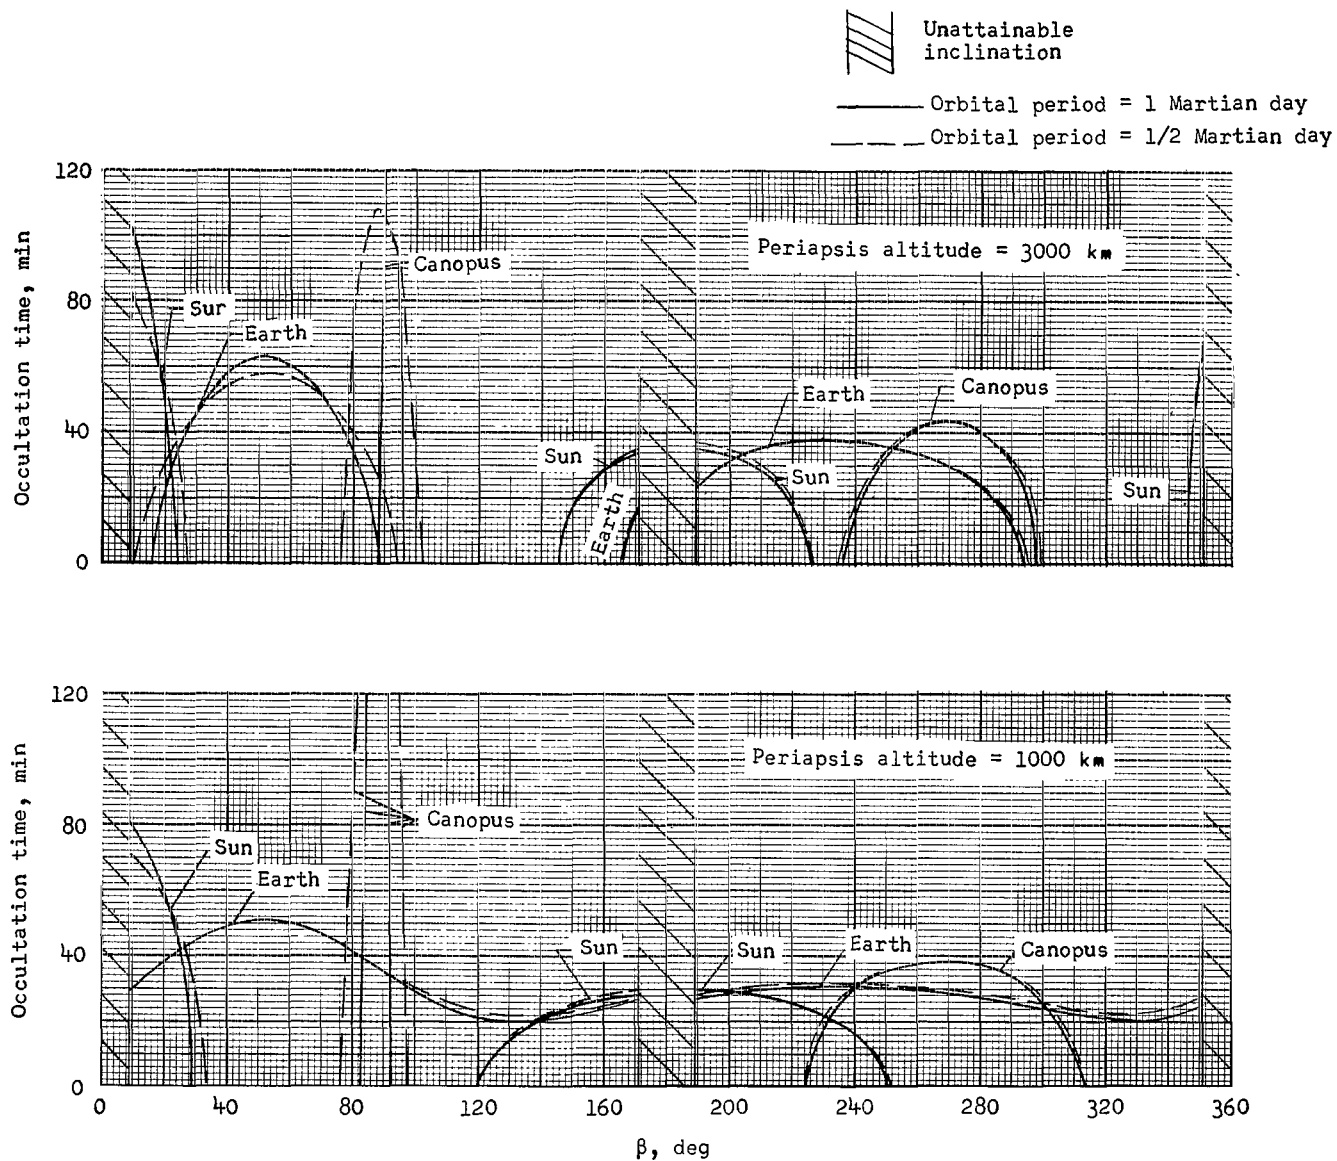 Unattainable
inclination
Orbital period = 1 Martian day
Orbital period = 1/2 Martian day
120
80
40
0
Occultation time, min
Periapsis altitude = 3000 km
Canopus
Sur
Earth
Earth
Canopus
Sun
Sun
Sun
Earth
120
80
40
0
Occultation time, min
Periapsis altitude = 1000 km
Canopus
Sun
Earth
Sun
Sun
Earth
Canopus
0
40
80
120
160
200
240
280
320
360
β, deg